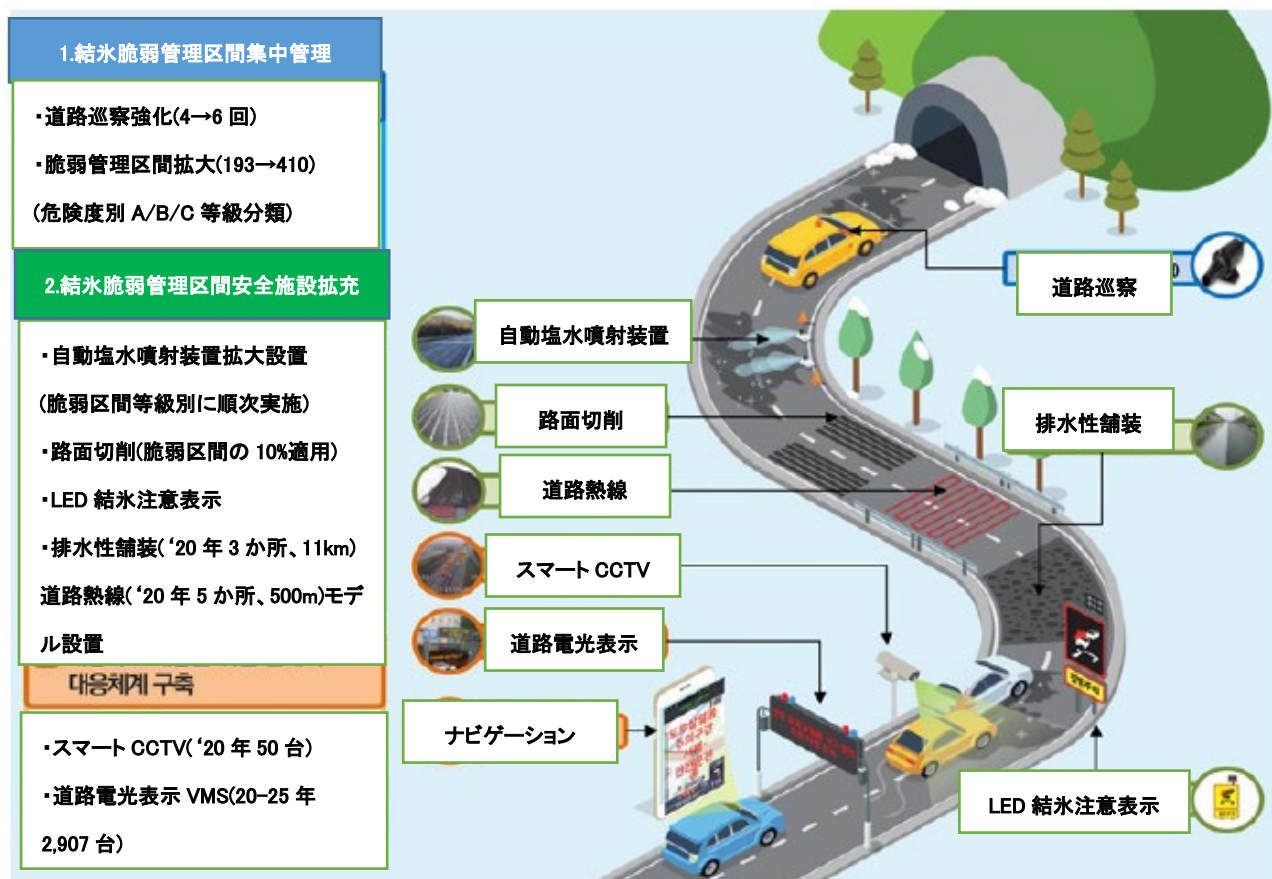 1.結氷脆弱管理区間集中管理
・道路巡察強化(4→6 回)
・脆弱管理区間拡大(193→410)
(危険度別 A/B/C 等級分類)
2.結氷脆弱管理区間安全施設拡充
・自動塩水噴射装置拡大設置
(脆弱区間等級別に順次実施)
・路面切削(脆弱区間の 10%適用)
・LED 結氷注意表示
・排水性舗装(‘20 年 3 か所、11km)
道路熱線(‘20 年 5 か所、500m)モデ
ル設置
대응체계 구축
・スマート CCTV(‘20 年 50 台)
・道路電光表示 VMS(20-25 年
2,907 台)
道路巡察
自動塩水噴射装置
路面切削
排水性舗装
道路熱線
スマート CCTV
道路電光表示
ナビゲーション
LED 結氷注意表示